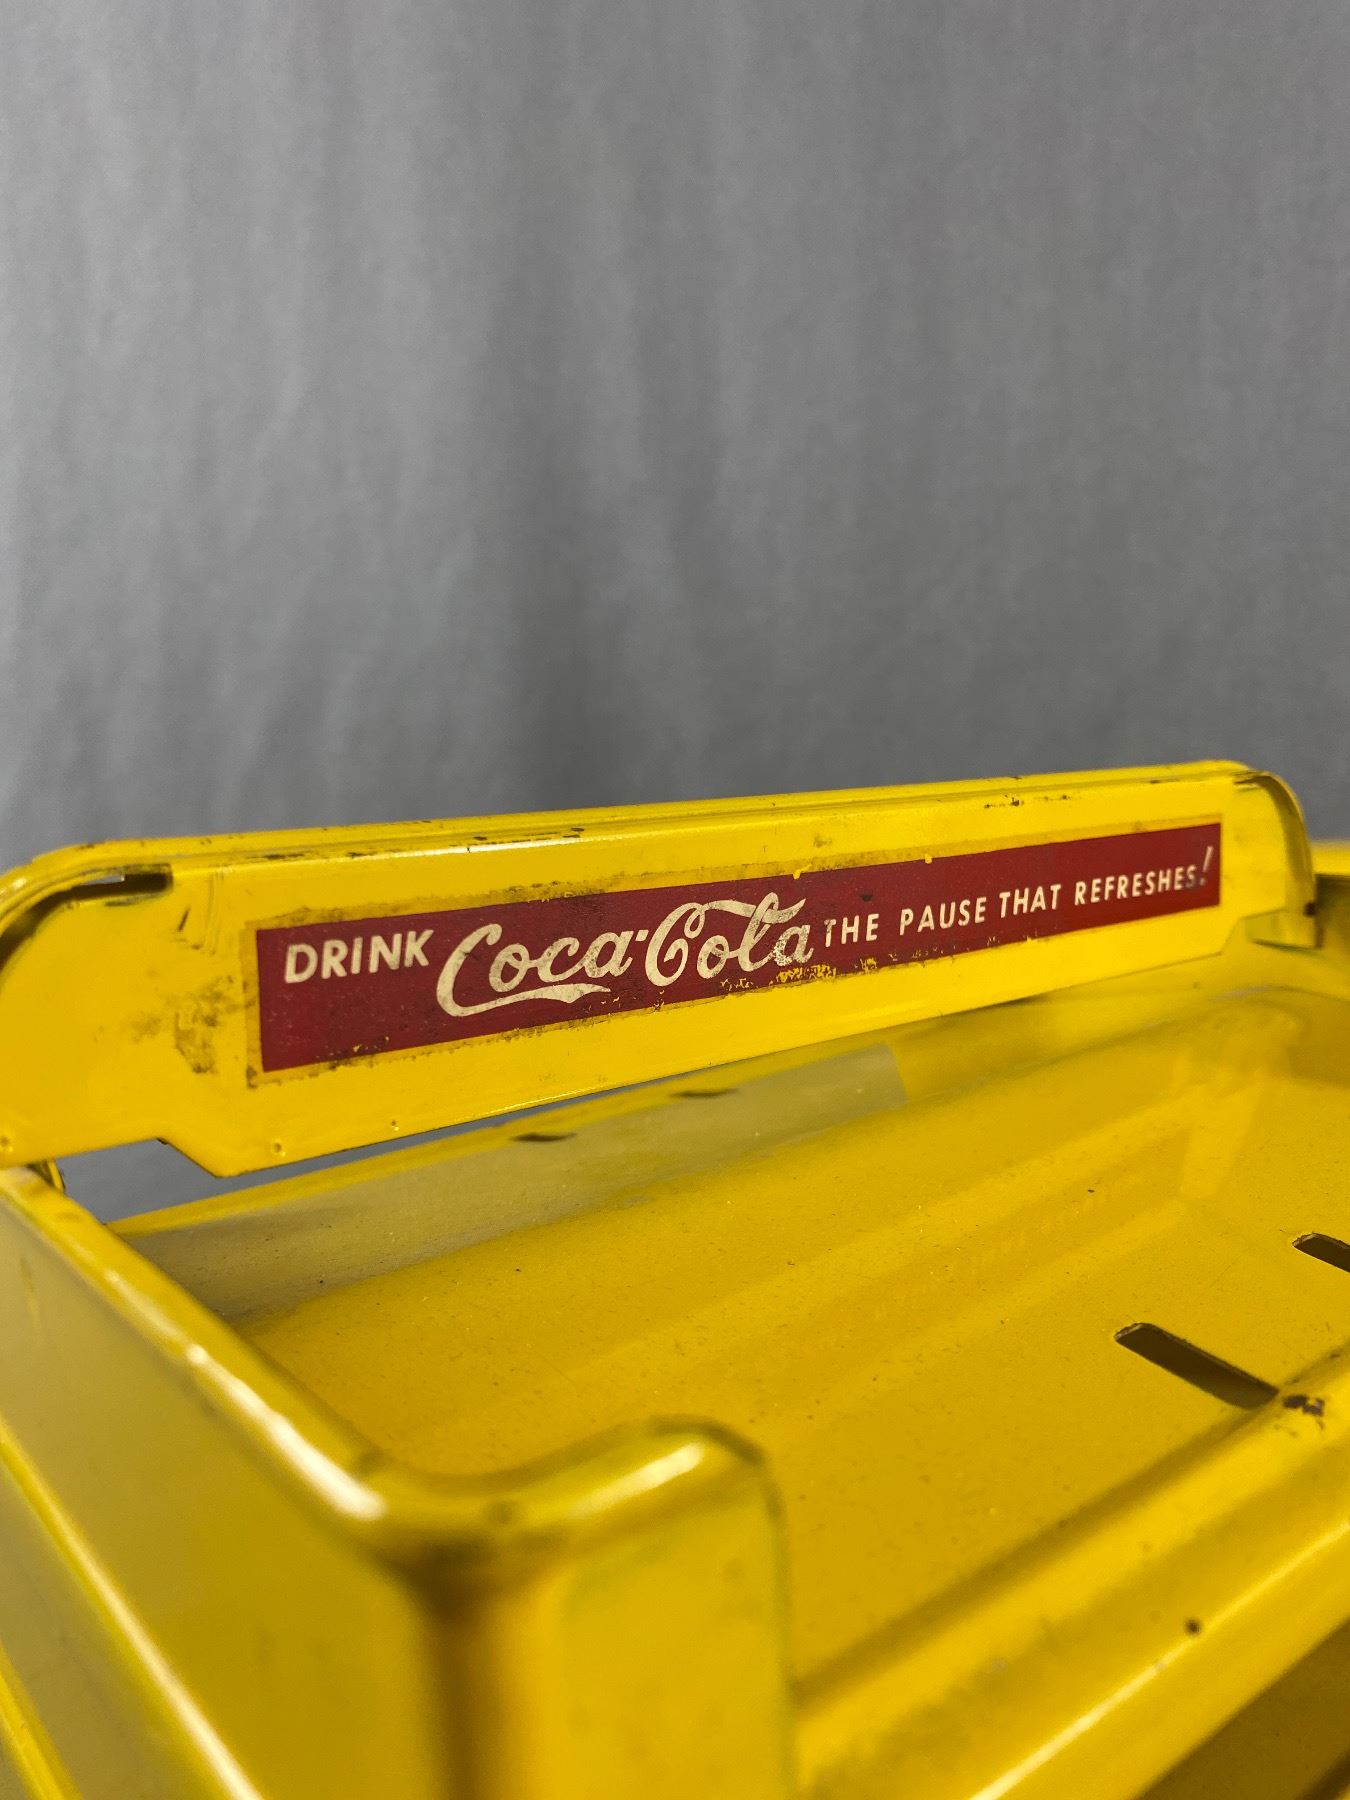 DRINK Coca-Cola THE PAUSE THAT REFRESHES!